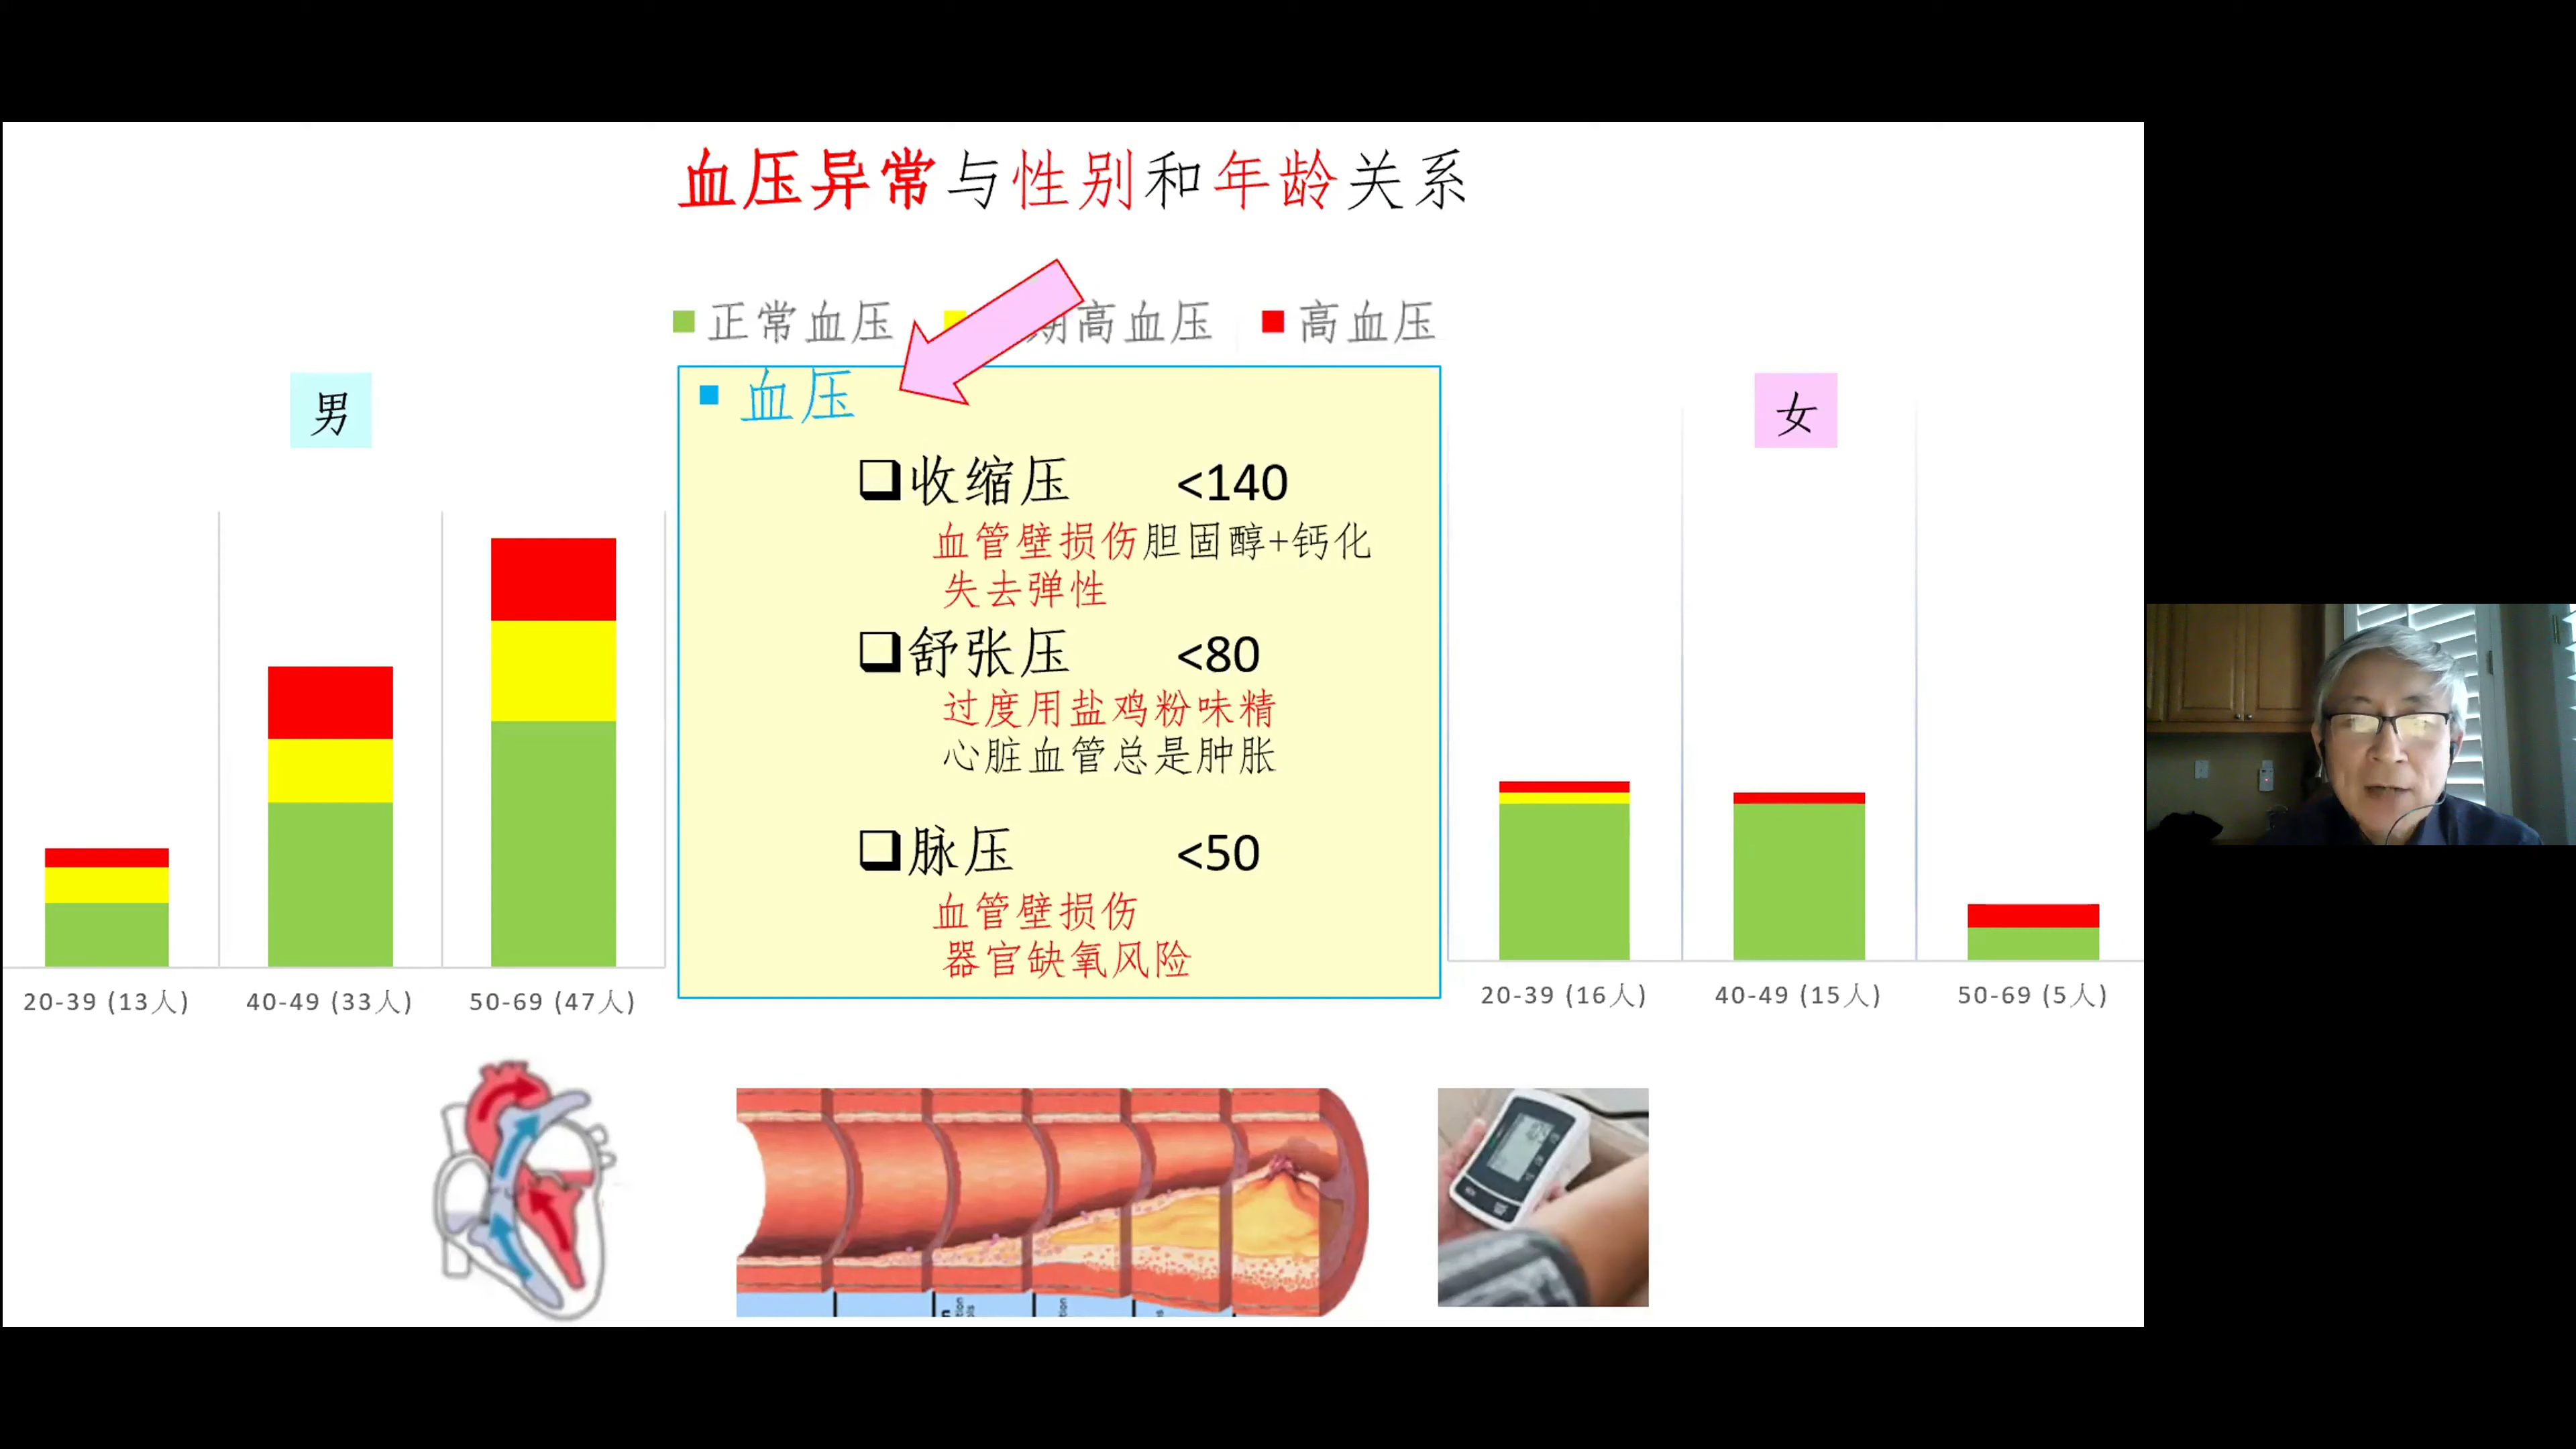 血压异常与性别和年龄关系
正常血压 期高血压 高血压
男
女
血压
收缩压 <140
血管壁损伤胆固醇+钙化
失去弹性
舒张压 <80
过度用盐鸡粉味精
心脏血管总是肿胀
脉压 <50
血管壁损伤
器官缺氧风险
20-39 (13人) 40-49 (33人) 50-69 (47人)
20-39 (16人) 40-49 (15人) 50-69 (5人)